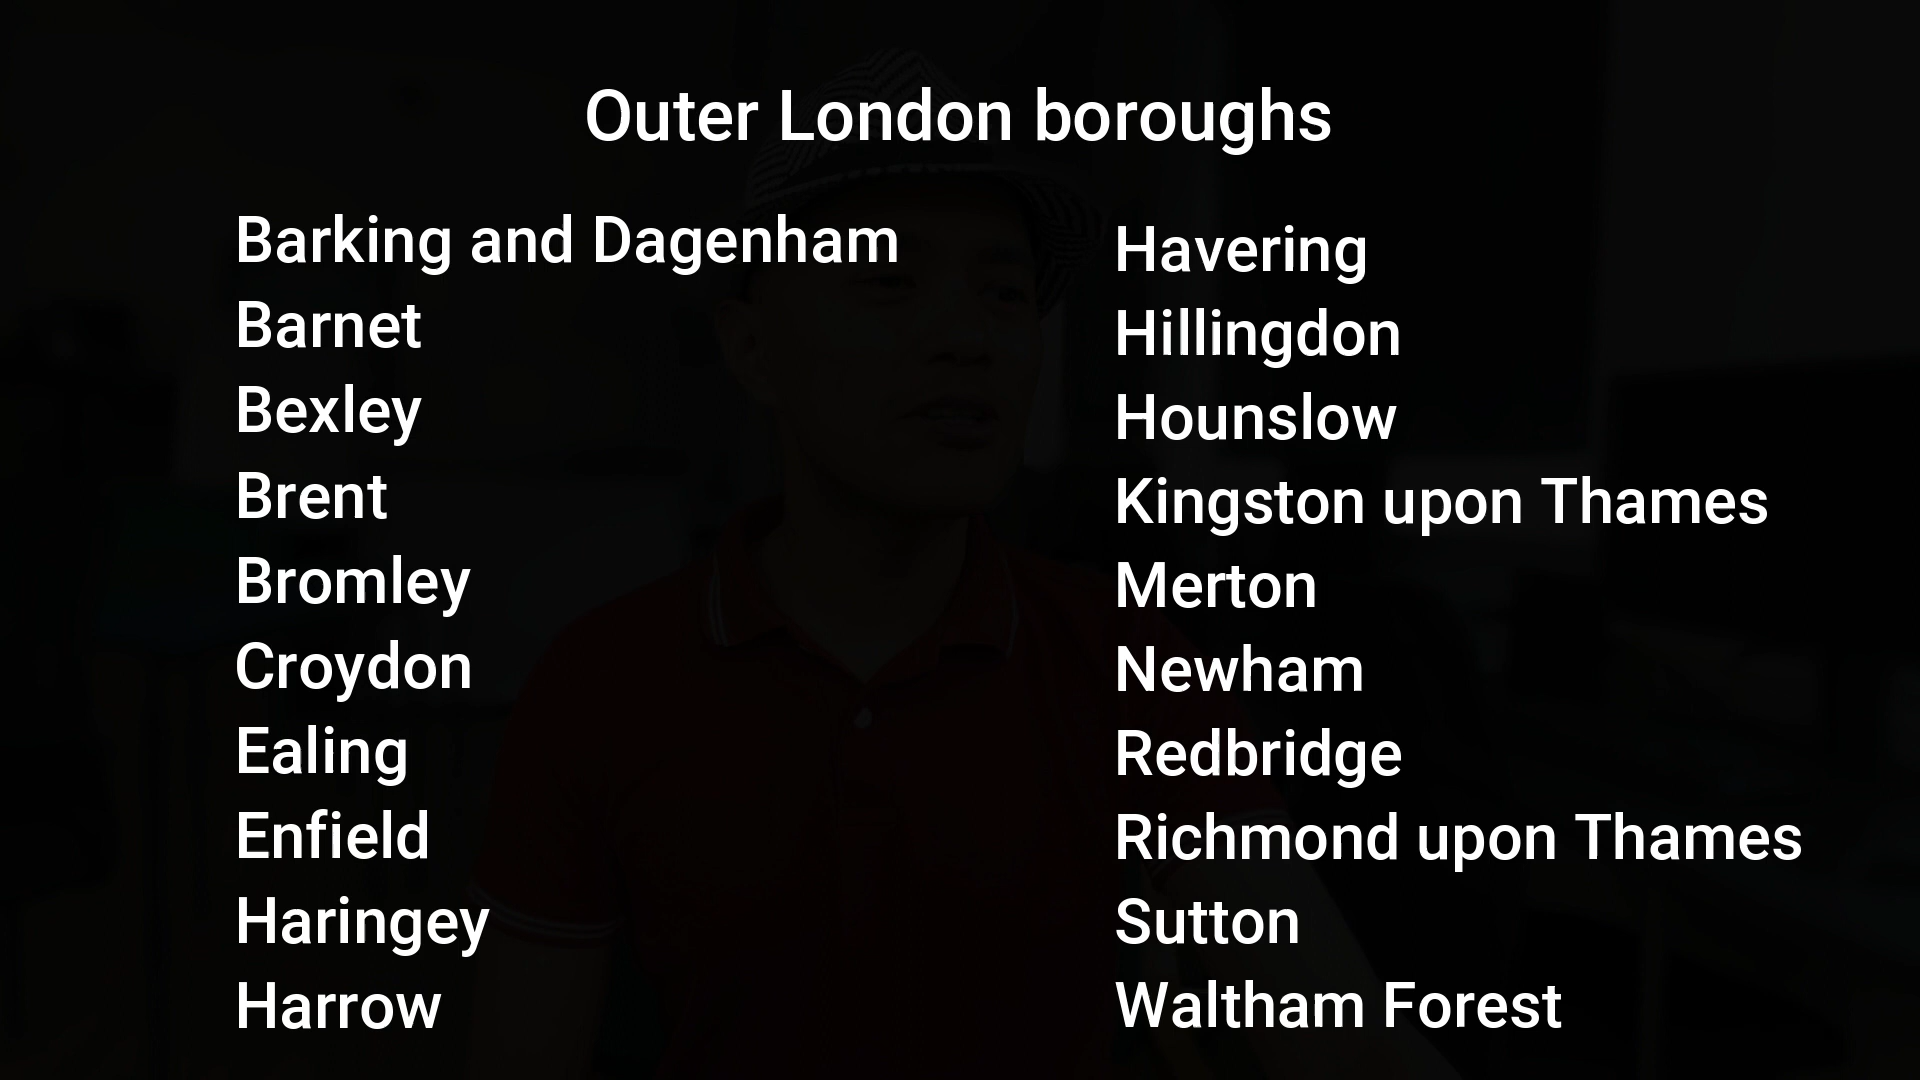 Outer London boroughs
Barking and Dagenham
Barnet
Bexley
Brent
Bromley
Croydon
Ealing
Enfield
Haringey
Harrow
Havering
Hillingdon
Hounslow
Kingston upon Thames
Merton
Newham
Redbridge
Richmond upon Thames
Sutton
Waltham Forest